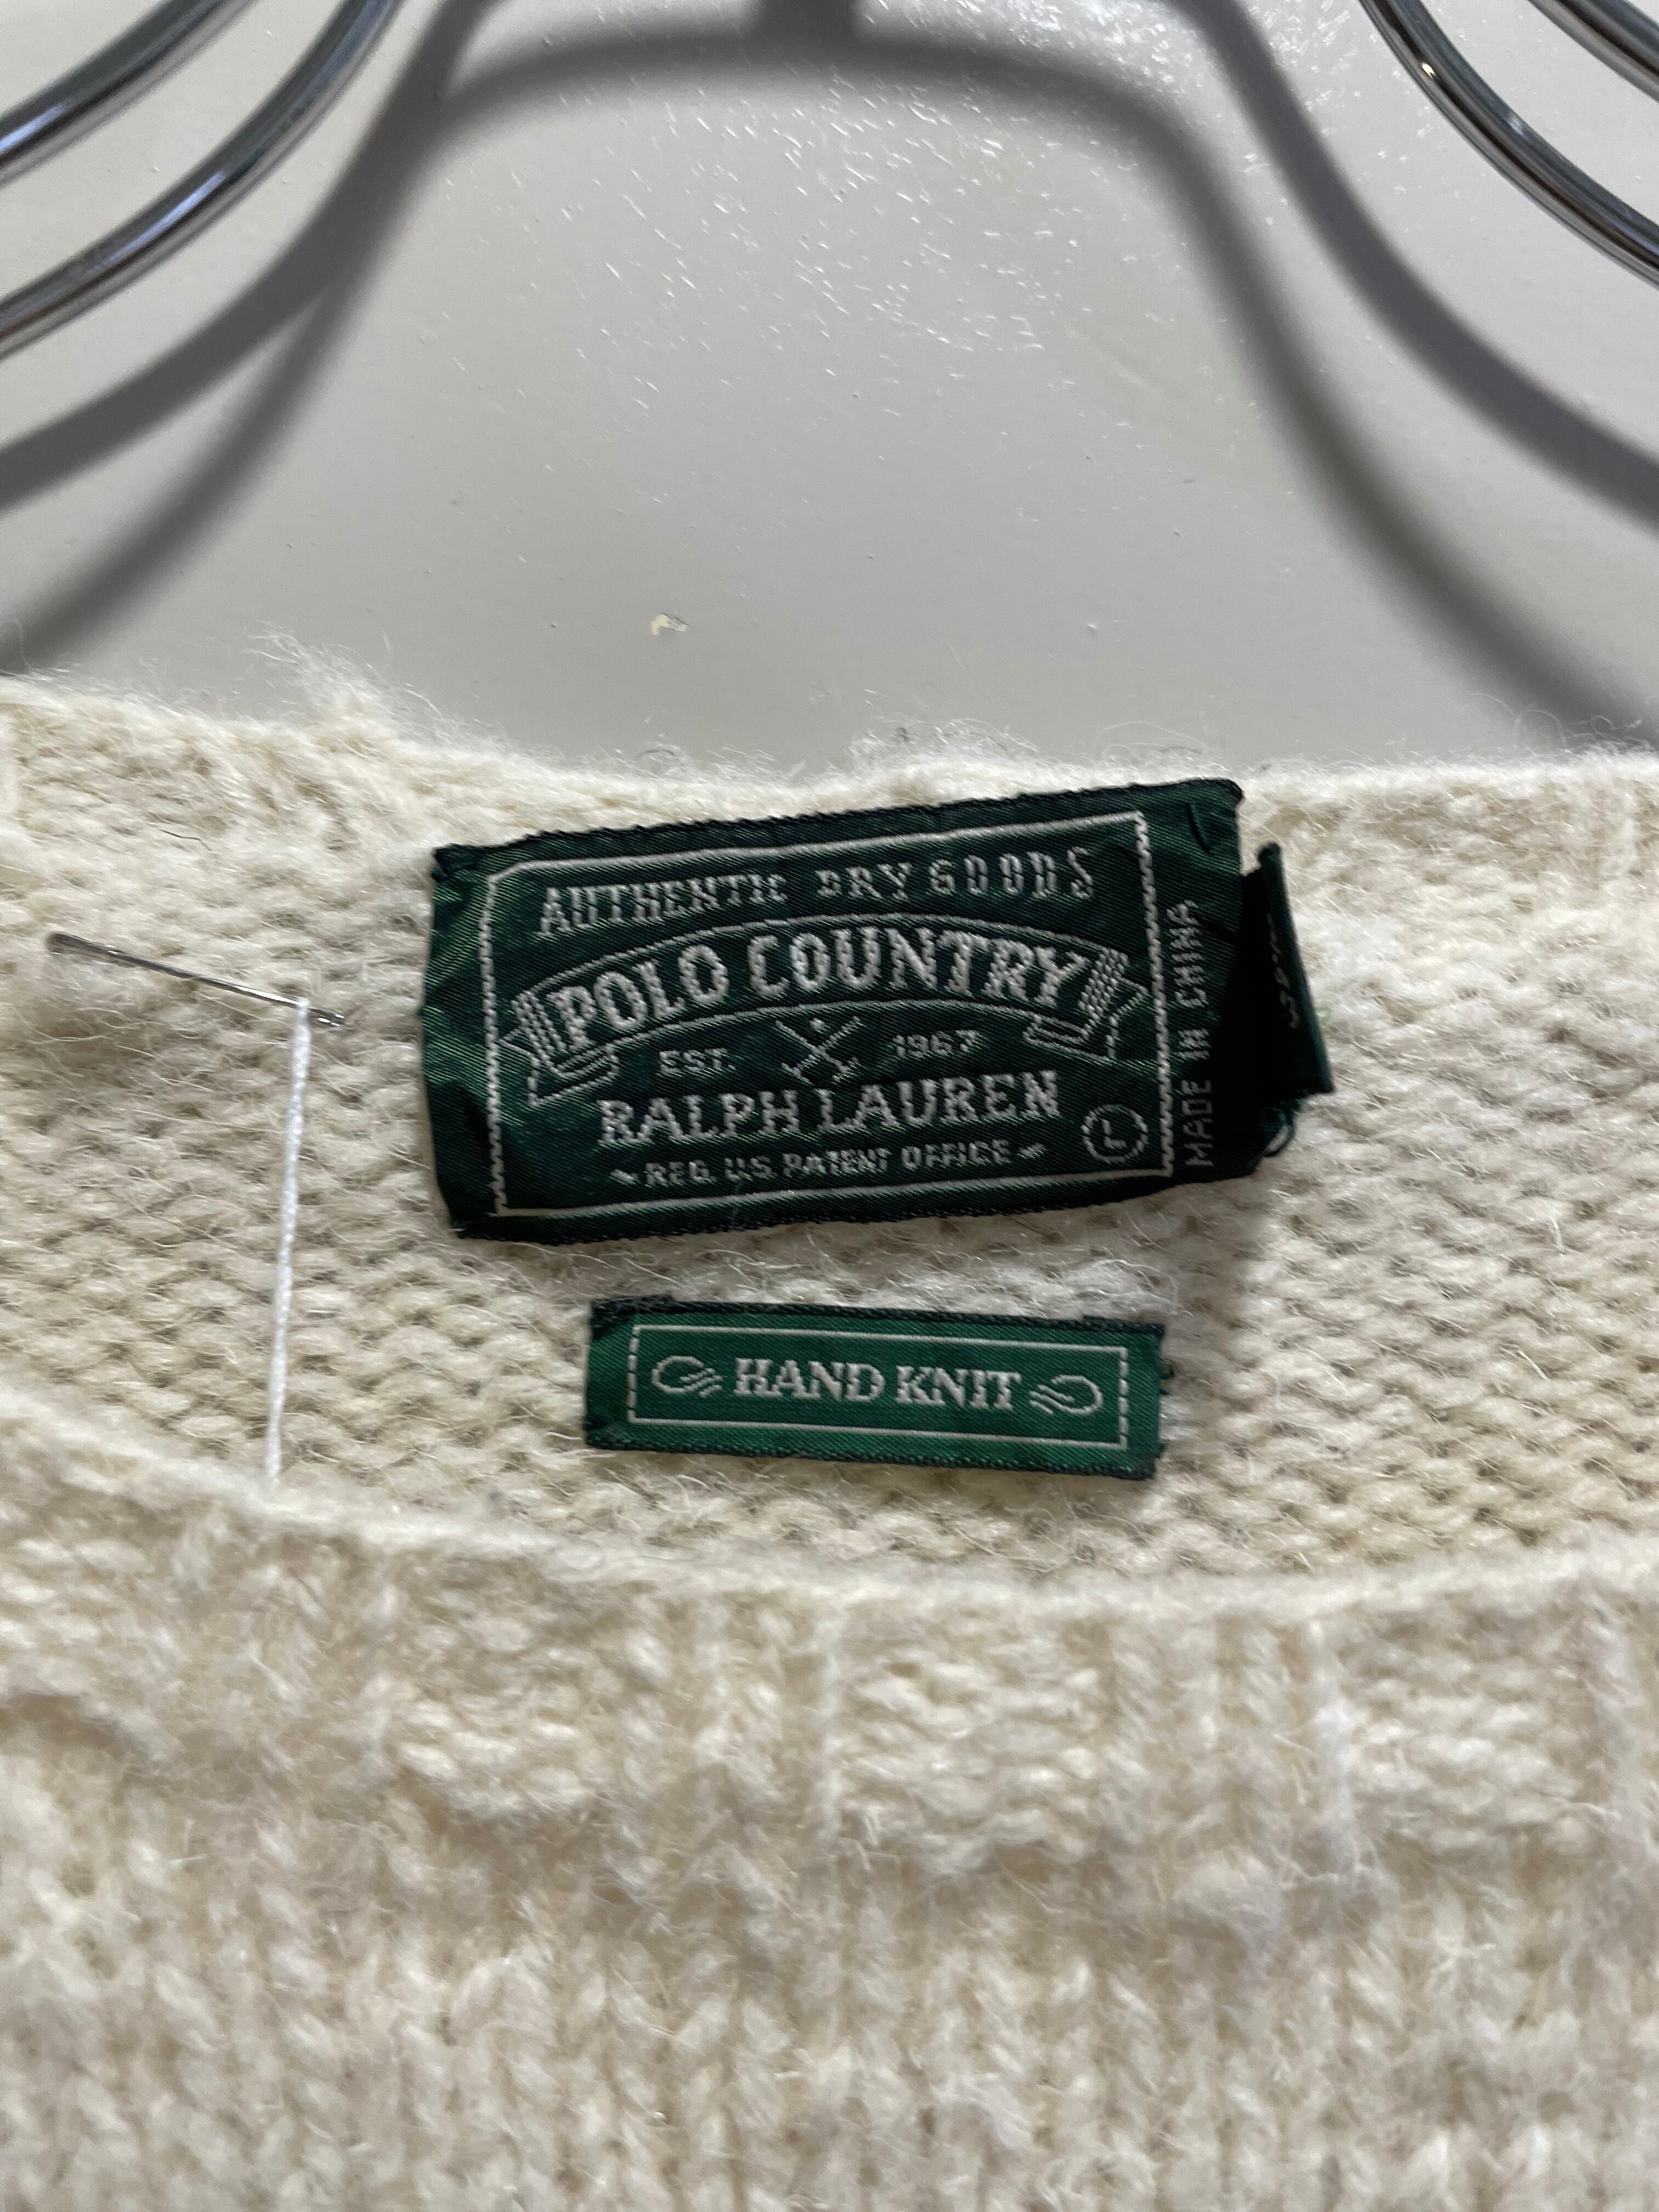 AUTHENTIC DRY GOODS
POLO COUNTRY
EST. 1967
RALPH LAUREN
REG. U.S. PATENT OFFICE
L
MADE IN CHINA
HAND KNIT